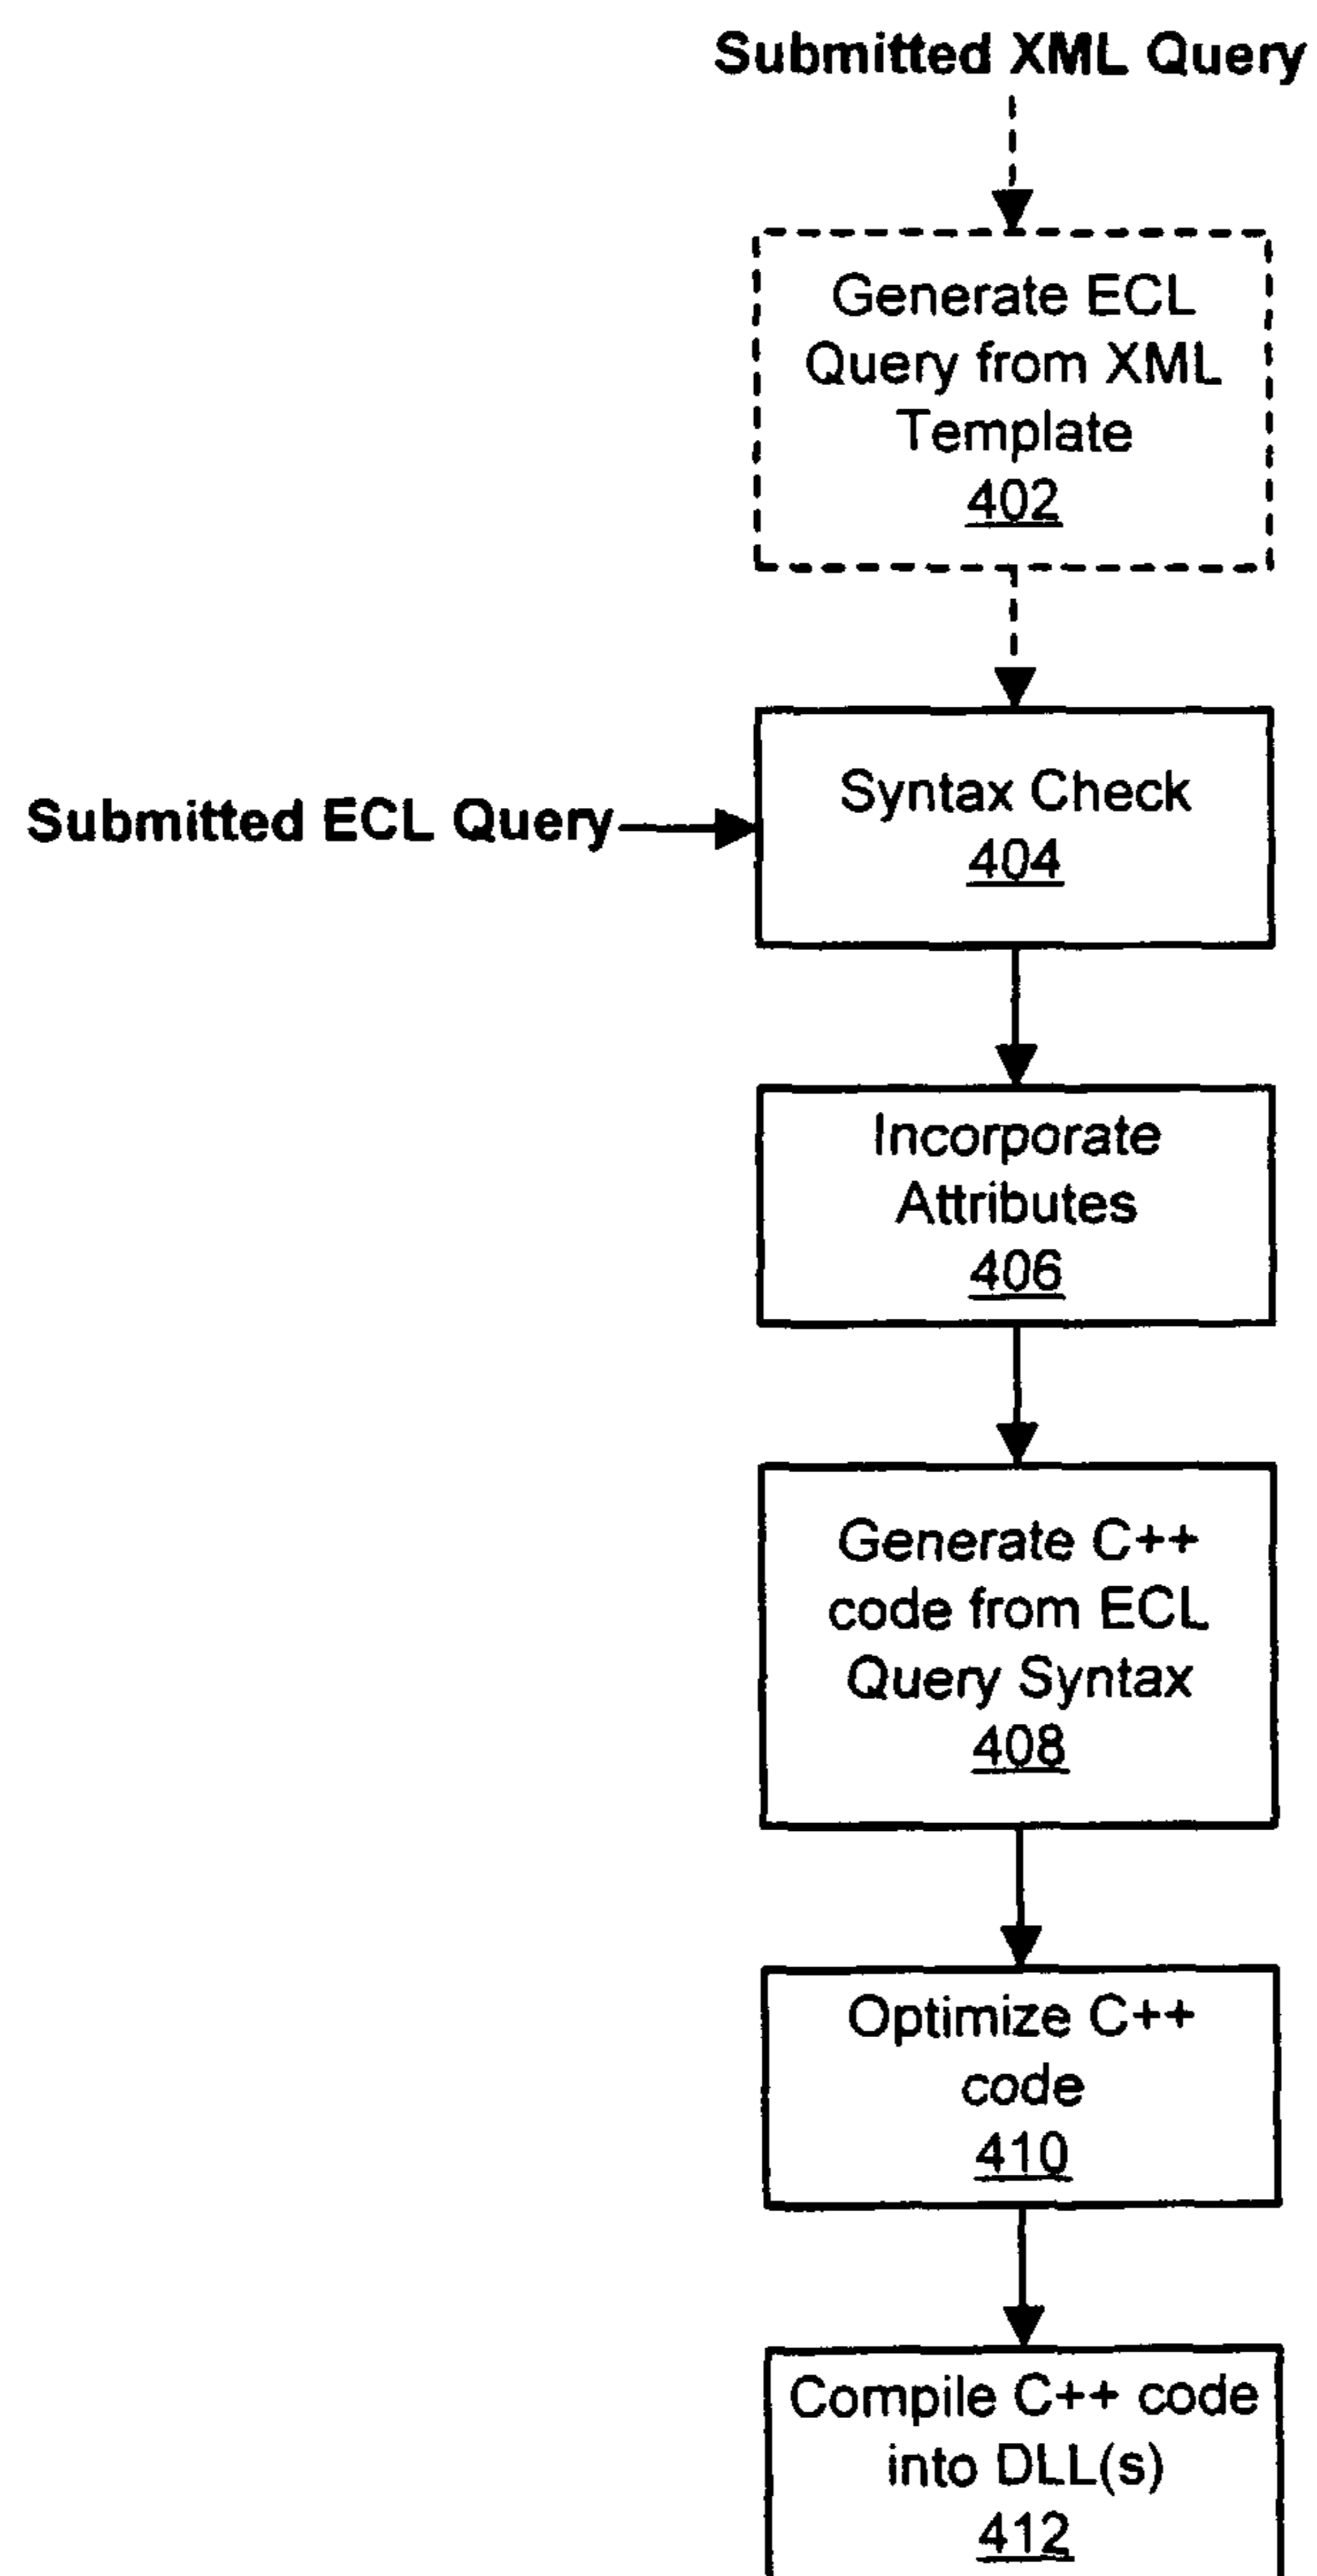 Submitted XML Query
Generate ECL
Query from XML
Template
402
Submitted ECL Query
Syntax Check
404
Incorporate
Attributes
406
Generate C++
code from ECL
Query Syntax
408
Optimize C++
code
410
Compile C++ code
into DLL(s)
412